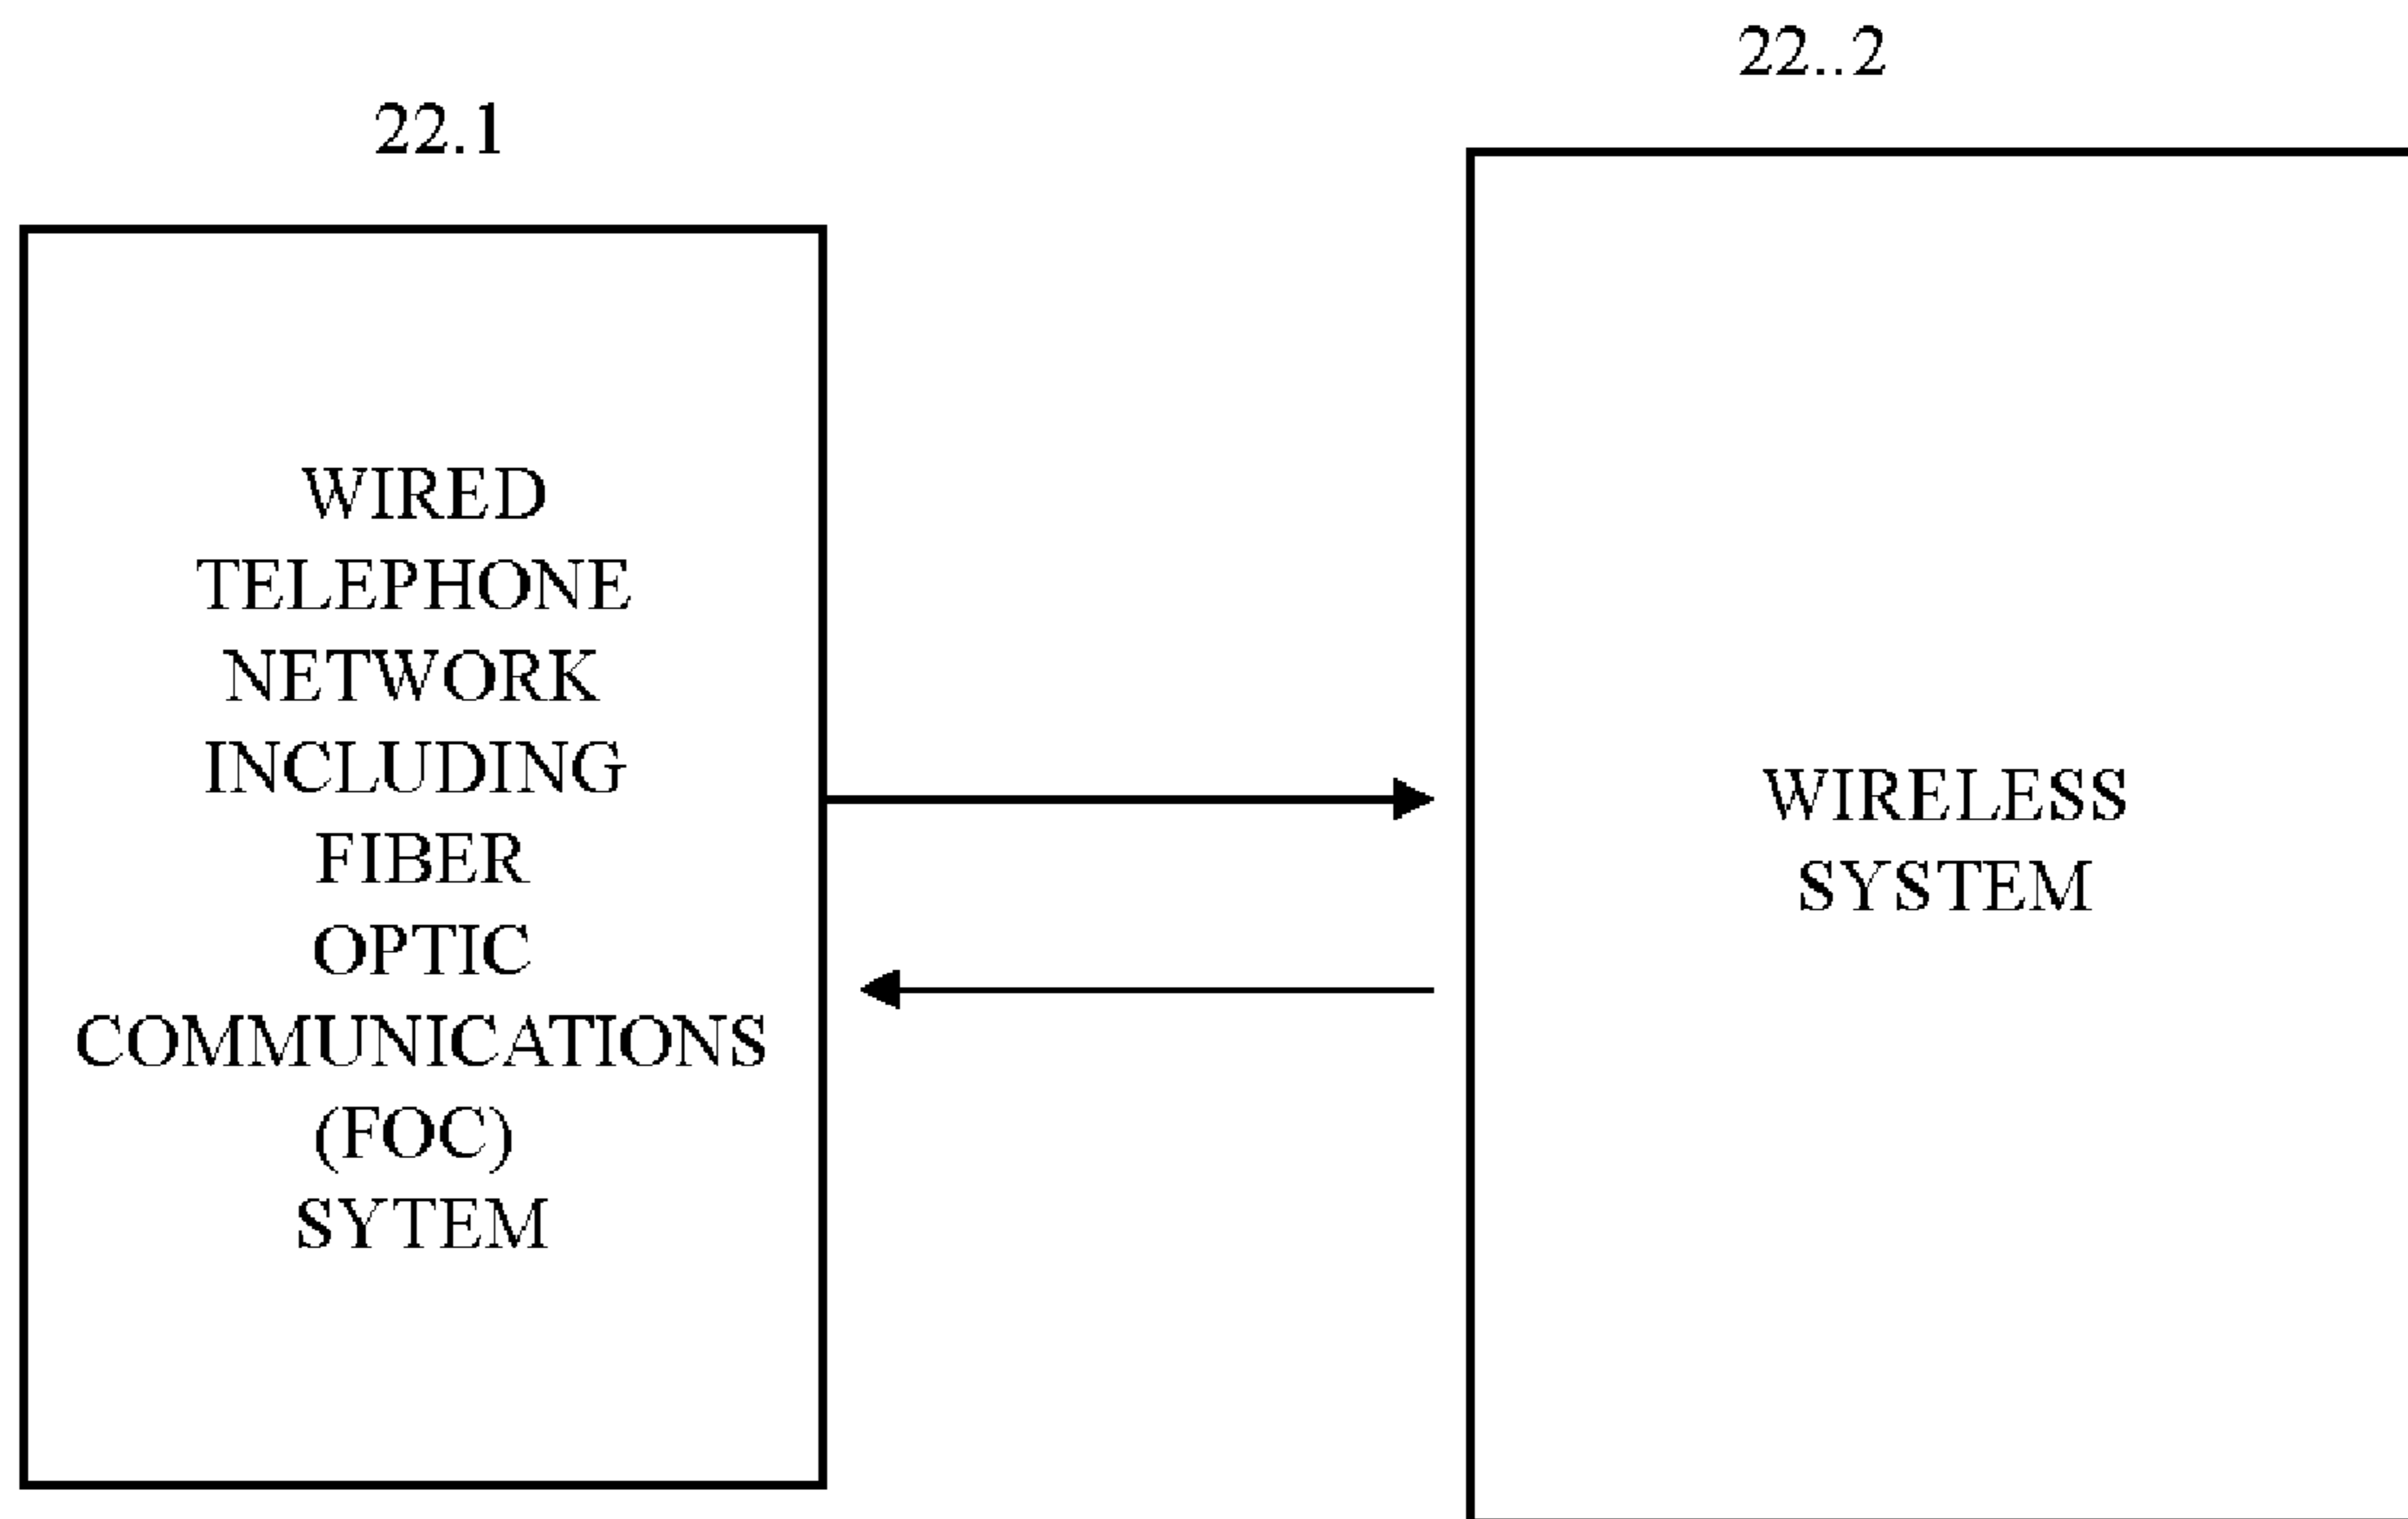 22.1
22..2
WIRED
TELEPHONE
NETWORK
INCLUDING
FIBER
OPTIC
COMMUNICATIONS
(FOC)
SYTEM
WIRELESS
SYSTEM